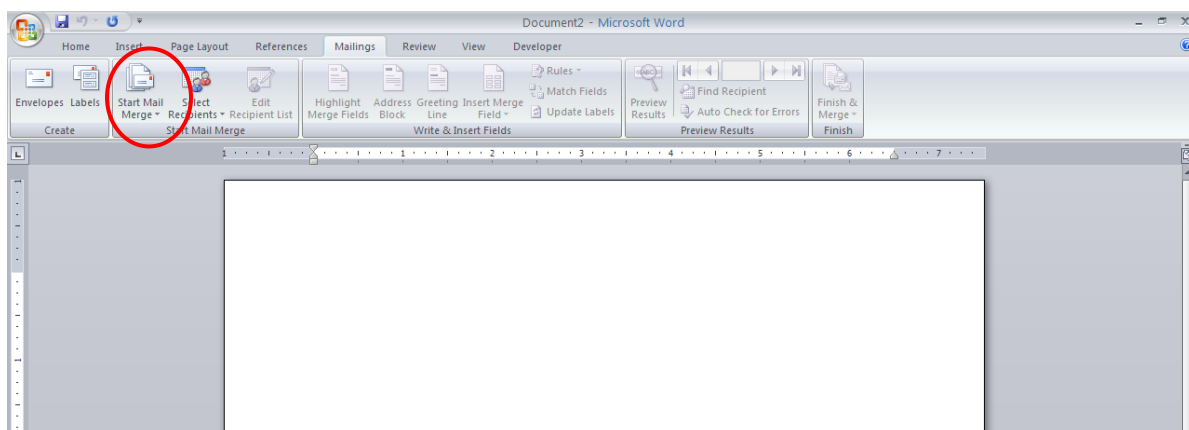 Document2 - Microsoft Word
Home Insert Page Layout References Mailings Review View Developer
Envelopes Labels Start Mail Merge Select Recipients Edit Recipient List Highlight Merge Fields Address Block Greeting Line Insert Merge Field Rules Match Fields Update Labels Preview Results Find Recipient Auto Check for Errors Finish & Merge
Create Start Mail Merge Write & Insert Fields Preview Results Finish
1 1 2 3 4 5 6 7
1
1